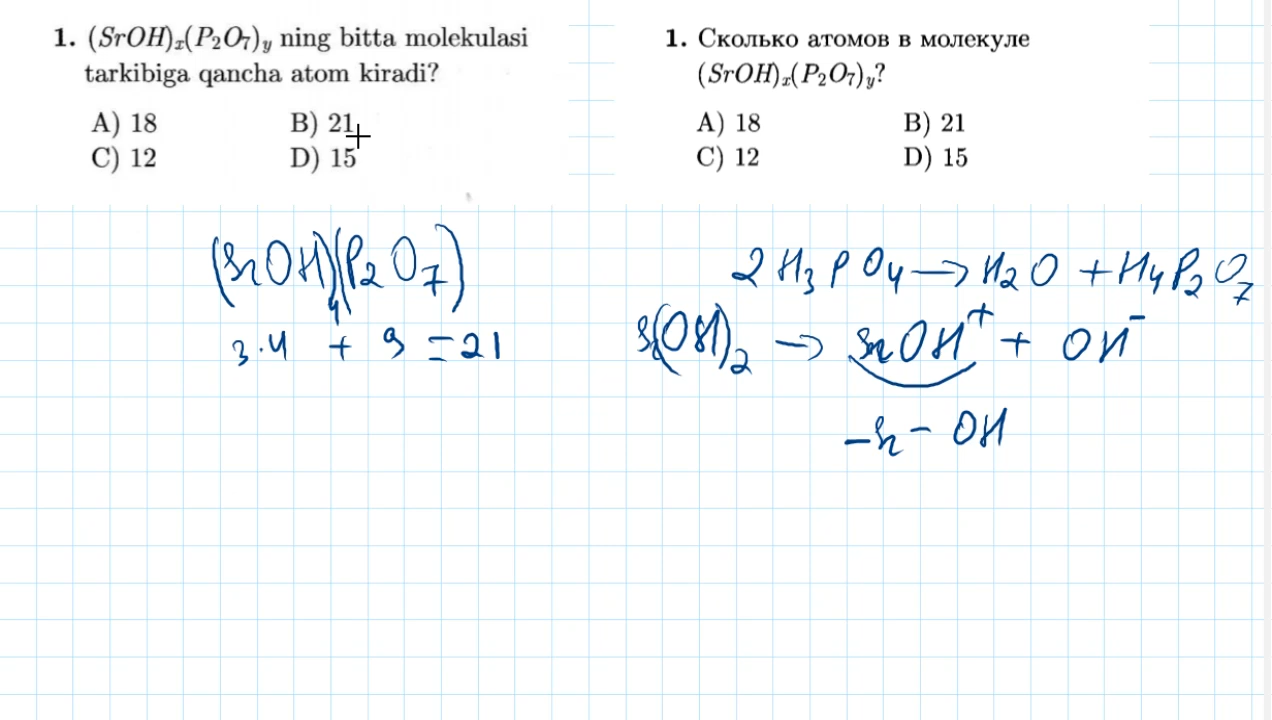 1. (SrOH)ₓ(P₂O₇)ᵧ ning bitta molekulasi
tarkibiga qancha atom kiradi?
A) 18 B) 21
C) 12 D) 15
1. Сколько атомов в молекуле
(SrOH)ₓ(P₂O₇)ᵧ?
A) 18 B) 21
C) 12 D) 15
(SrOH)₄(P₂O₇)
3·4 + 9 = 21
2H₃PO₄ → H₂O + H₄P₂O₇
Sr(OH)₂ → SrOH⁺ + OH⁻
–Sr–OH